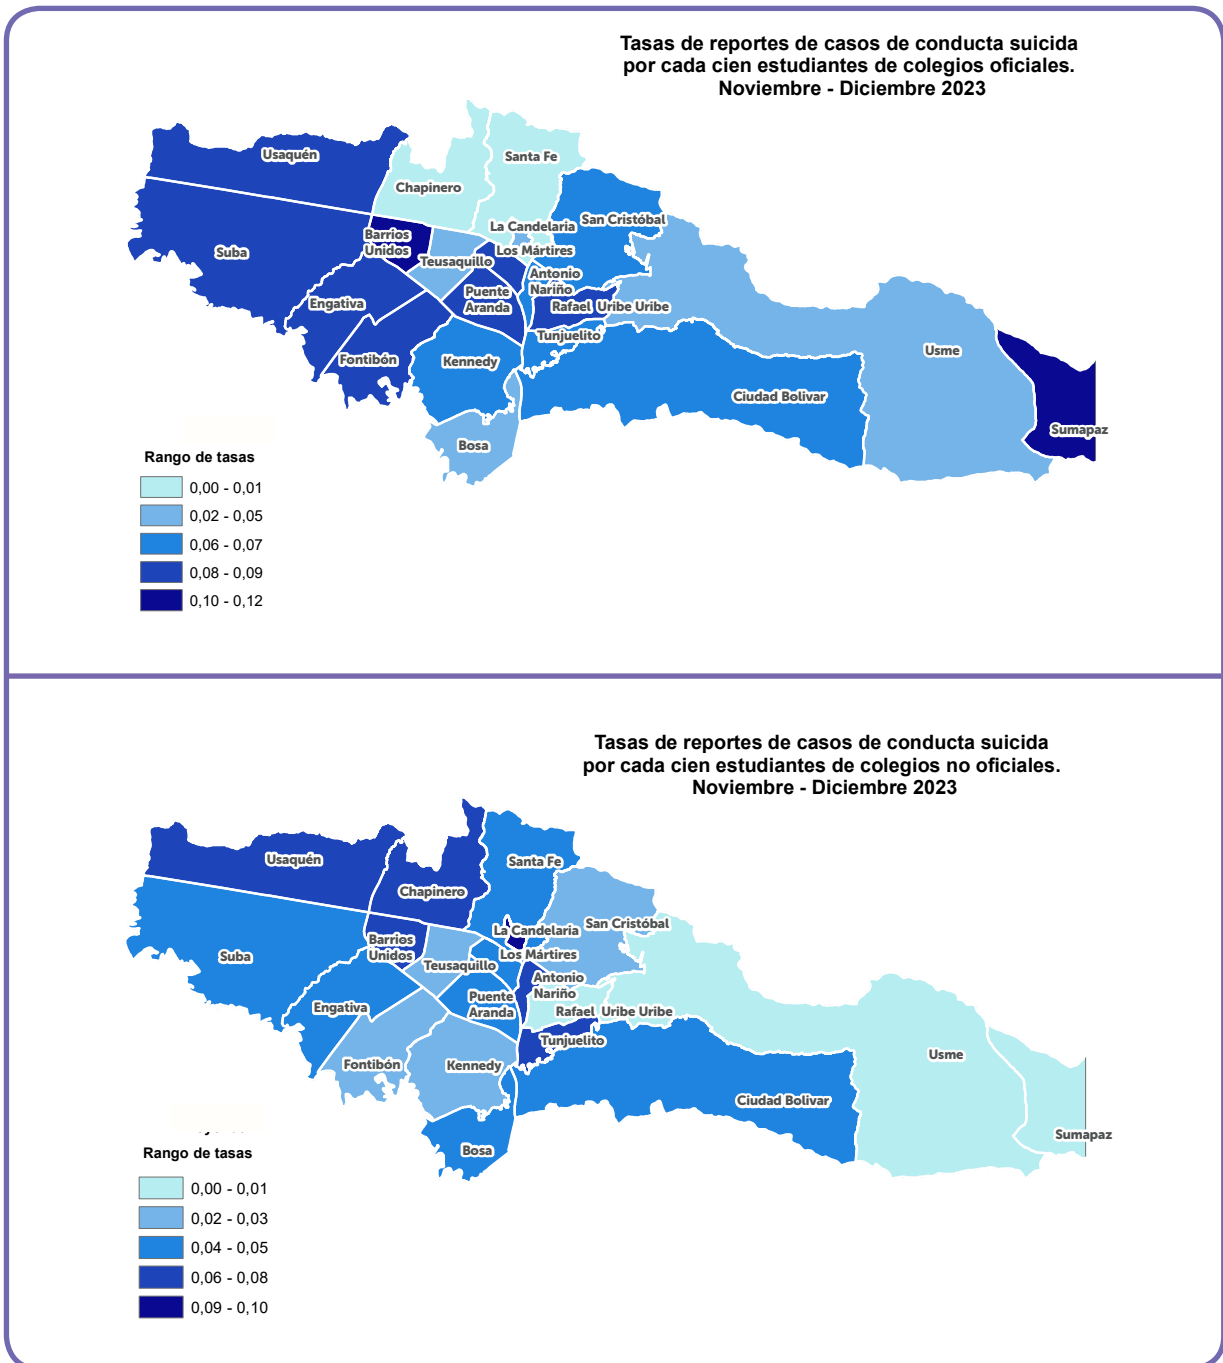 Tasas de reportes de casos de conducta suicida
por cada cien estudiantes de colegios oficiales.
Noviembre - Diciembre 2023
Usaquén
Santa Fe
Chapinero
San Cristóbal
La Candelaria
Barrios
Unidos
Los Mártires
Suba
Teusaquillo
Antonio
Nariño
Puente
Aranda
Engativa
Rafael Uribe Uribe
Tunjuelito
Usme
Fontibón
Kennedy
Ciudad Bolivar
Sumapaz
Bosa
Rango de tasas
0,00 - 0,01
0,02 - 0,05
0,06 - 0,07
0,08 - 0,09
0,10 - 0,12
Tasas de reportes de casos de conducta suicida
por cada cien estudiantes de colegios no oficiales.
Noviembre - Diciembre 2023
Usaquén
Santa Fe
Chapinero
San Cristóbal
La Candelaria
Barrios
Unidos
Los Mártires
Suba
Teusaquillo
Antonio
Nariño
Puente
Aranda
Engativa
Rafael Uribe Uribe
Tunjuelito
Usme
Fontibón
Kennedy
Ciudad Bolivar
Sumapaz
Bosa
Rango de tasas
0,00 - 0,01
0,02 - 0,03
0,04 - 0,05
0,06 - 0,08
0,09 - 0,10